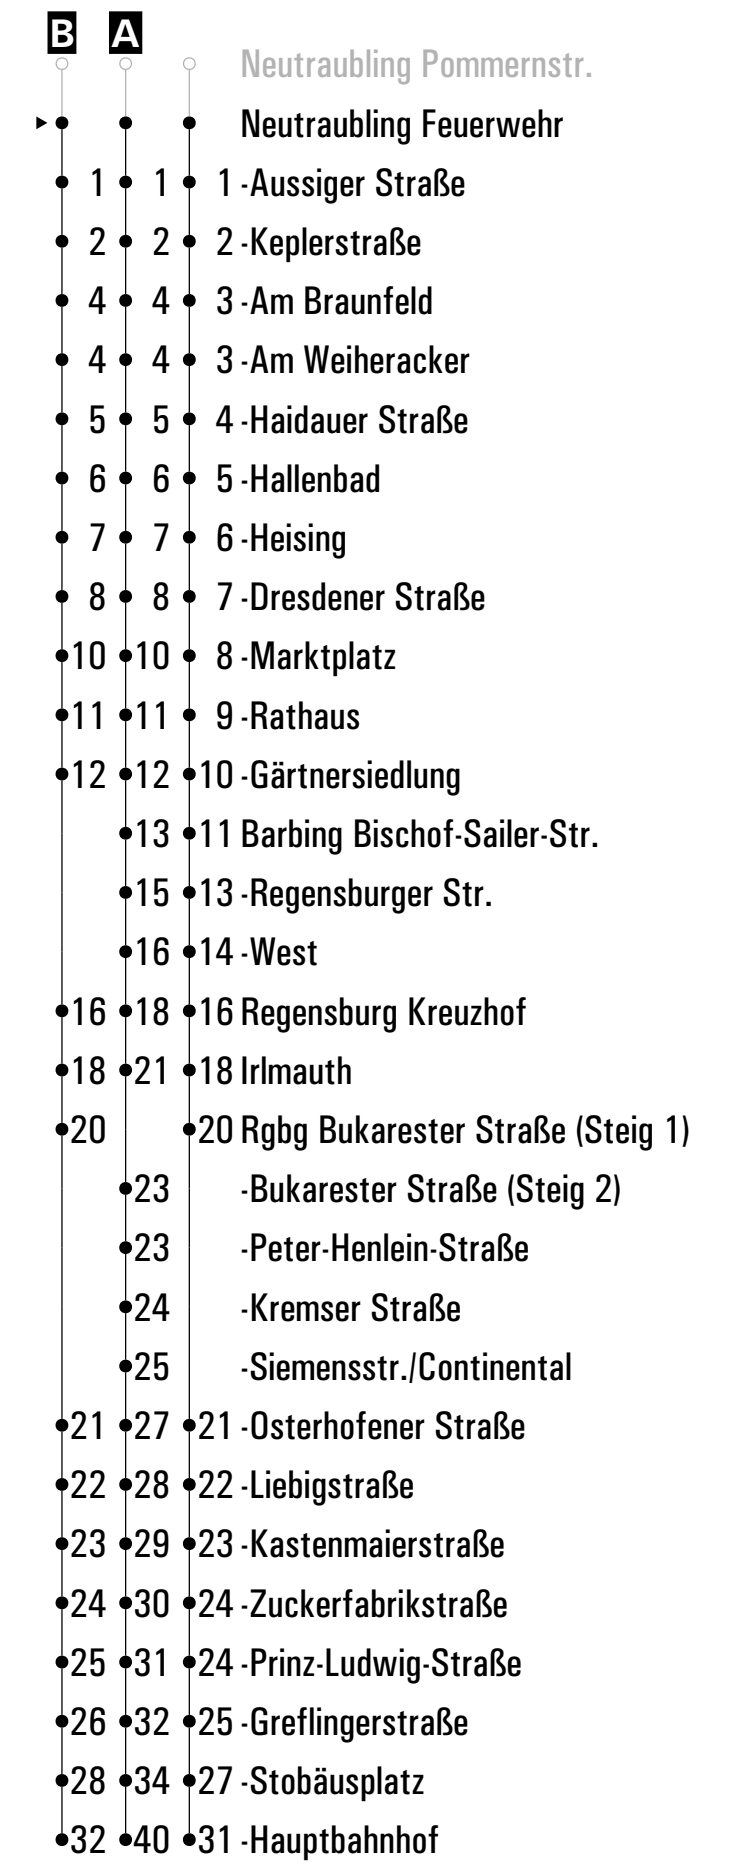 B A
Neutraubling Pommernstr.
Neutraubling Feuerwehr
1 1 1 -Aussiger Straße
2 2 2 -Keplerstraße
4 4 3 -Am Braunfeld
4 4 3 -Am Weiheracker
5 5 4 -Haidauer Straße
6 6 5 -Hallenbad
7 7 6 -Heising
8 8 7 -Dresdener Straße
10 10 8 -Marktplatz
11 11 9 -Rathaus
12 12 10 -Gärtnersiedlung
13 11 Barbing Bischof-Sailer-Str.
15 13 -Regensburger Str.
16 14 -West
16 18 16 Regensburg Kreuzhof
18 21 18 Irlmauth
20 20 Rgbg Bukarester Straße (Steig 1)
23 -Bukarester Straße (Steig 2)
23 -Peter-Henlein-Straße
24 -Kremser Straße
25 -Siemensstr./Continental
21 27 21 -Osterhofener Straße
22 28 22 -Liebigstraße
23 29 23 -Kastenmaierstraße
24 30 24 -Zuckerfabrikstraße
25 31 24 -Prinz-Ludwig-Straße
26 32 25 -Greflingerstraße
28 34 27 -Stobäusplatz
32 40 31 -Hauptbahnhof